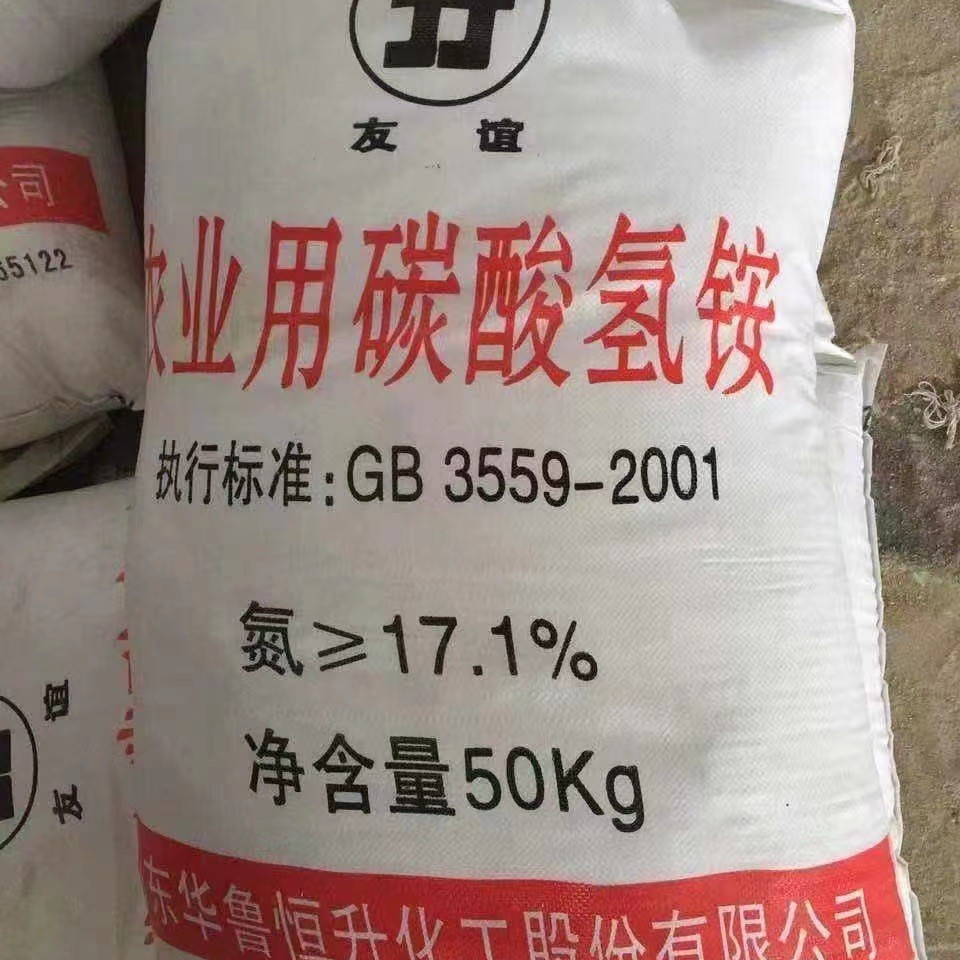 友谊
农业用碳酸氢铵
执行标准:GB 3559-2001
氮≥17.1%
净含量50Kg
东华鲁恒升化工股份有限公司
公司
55122
友谊